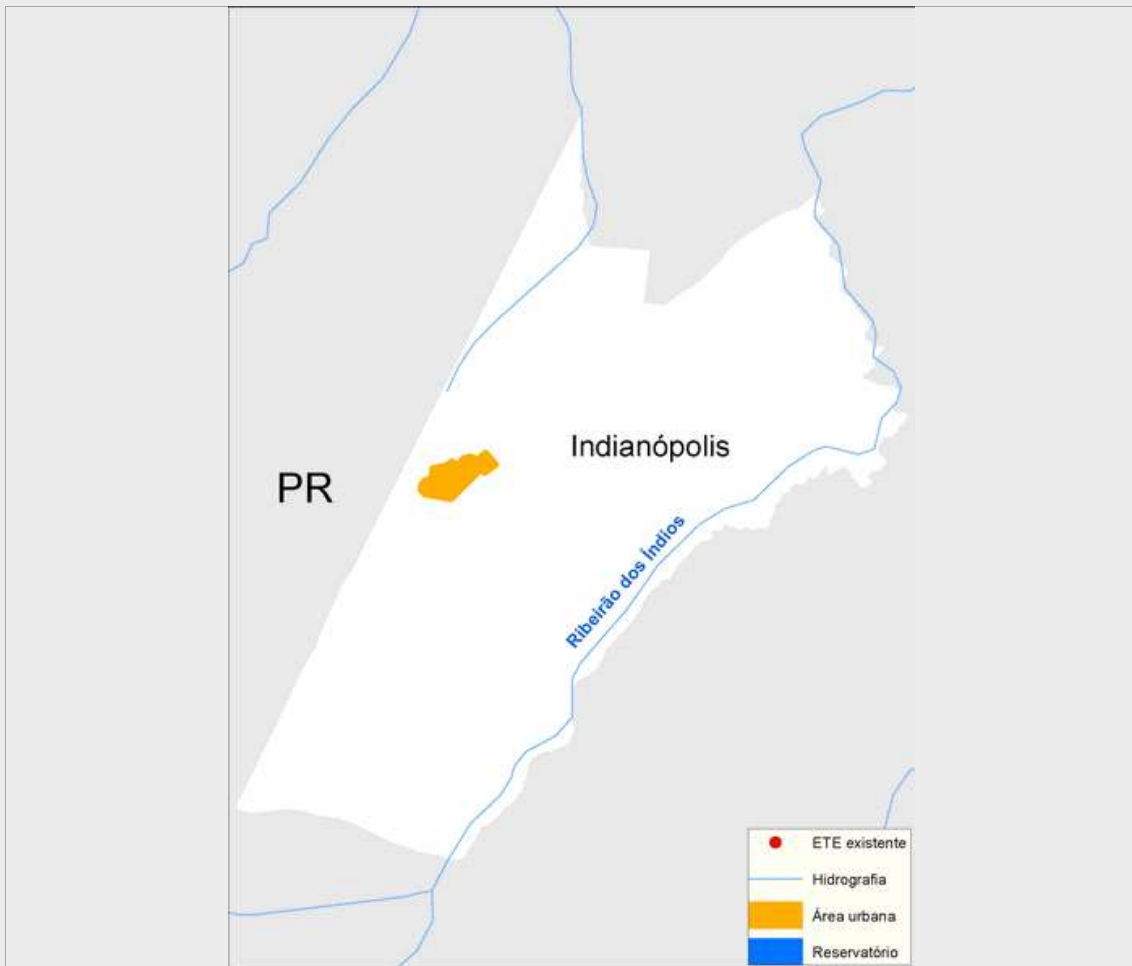 Indianópolis
PR
Ribeirão dos Índios
ETE existente
Hidrografia
Área urbana
Reservatório